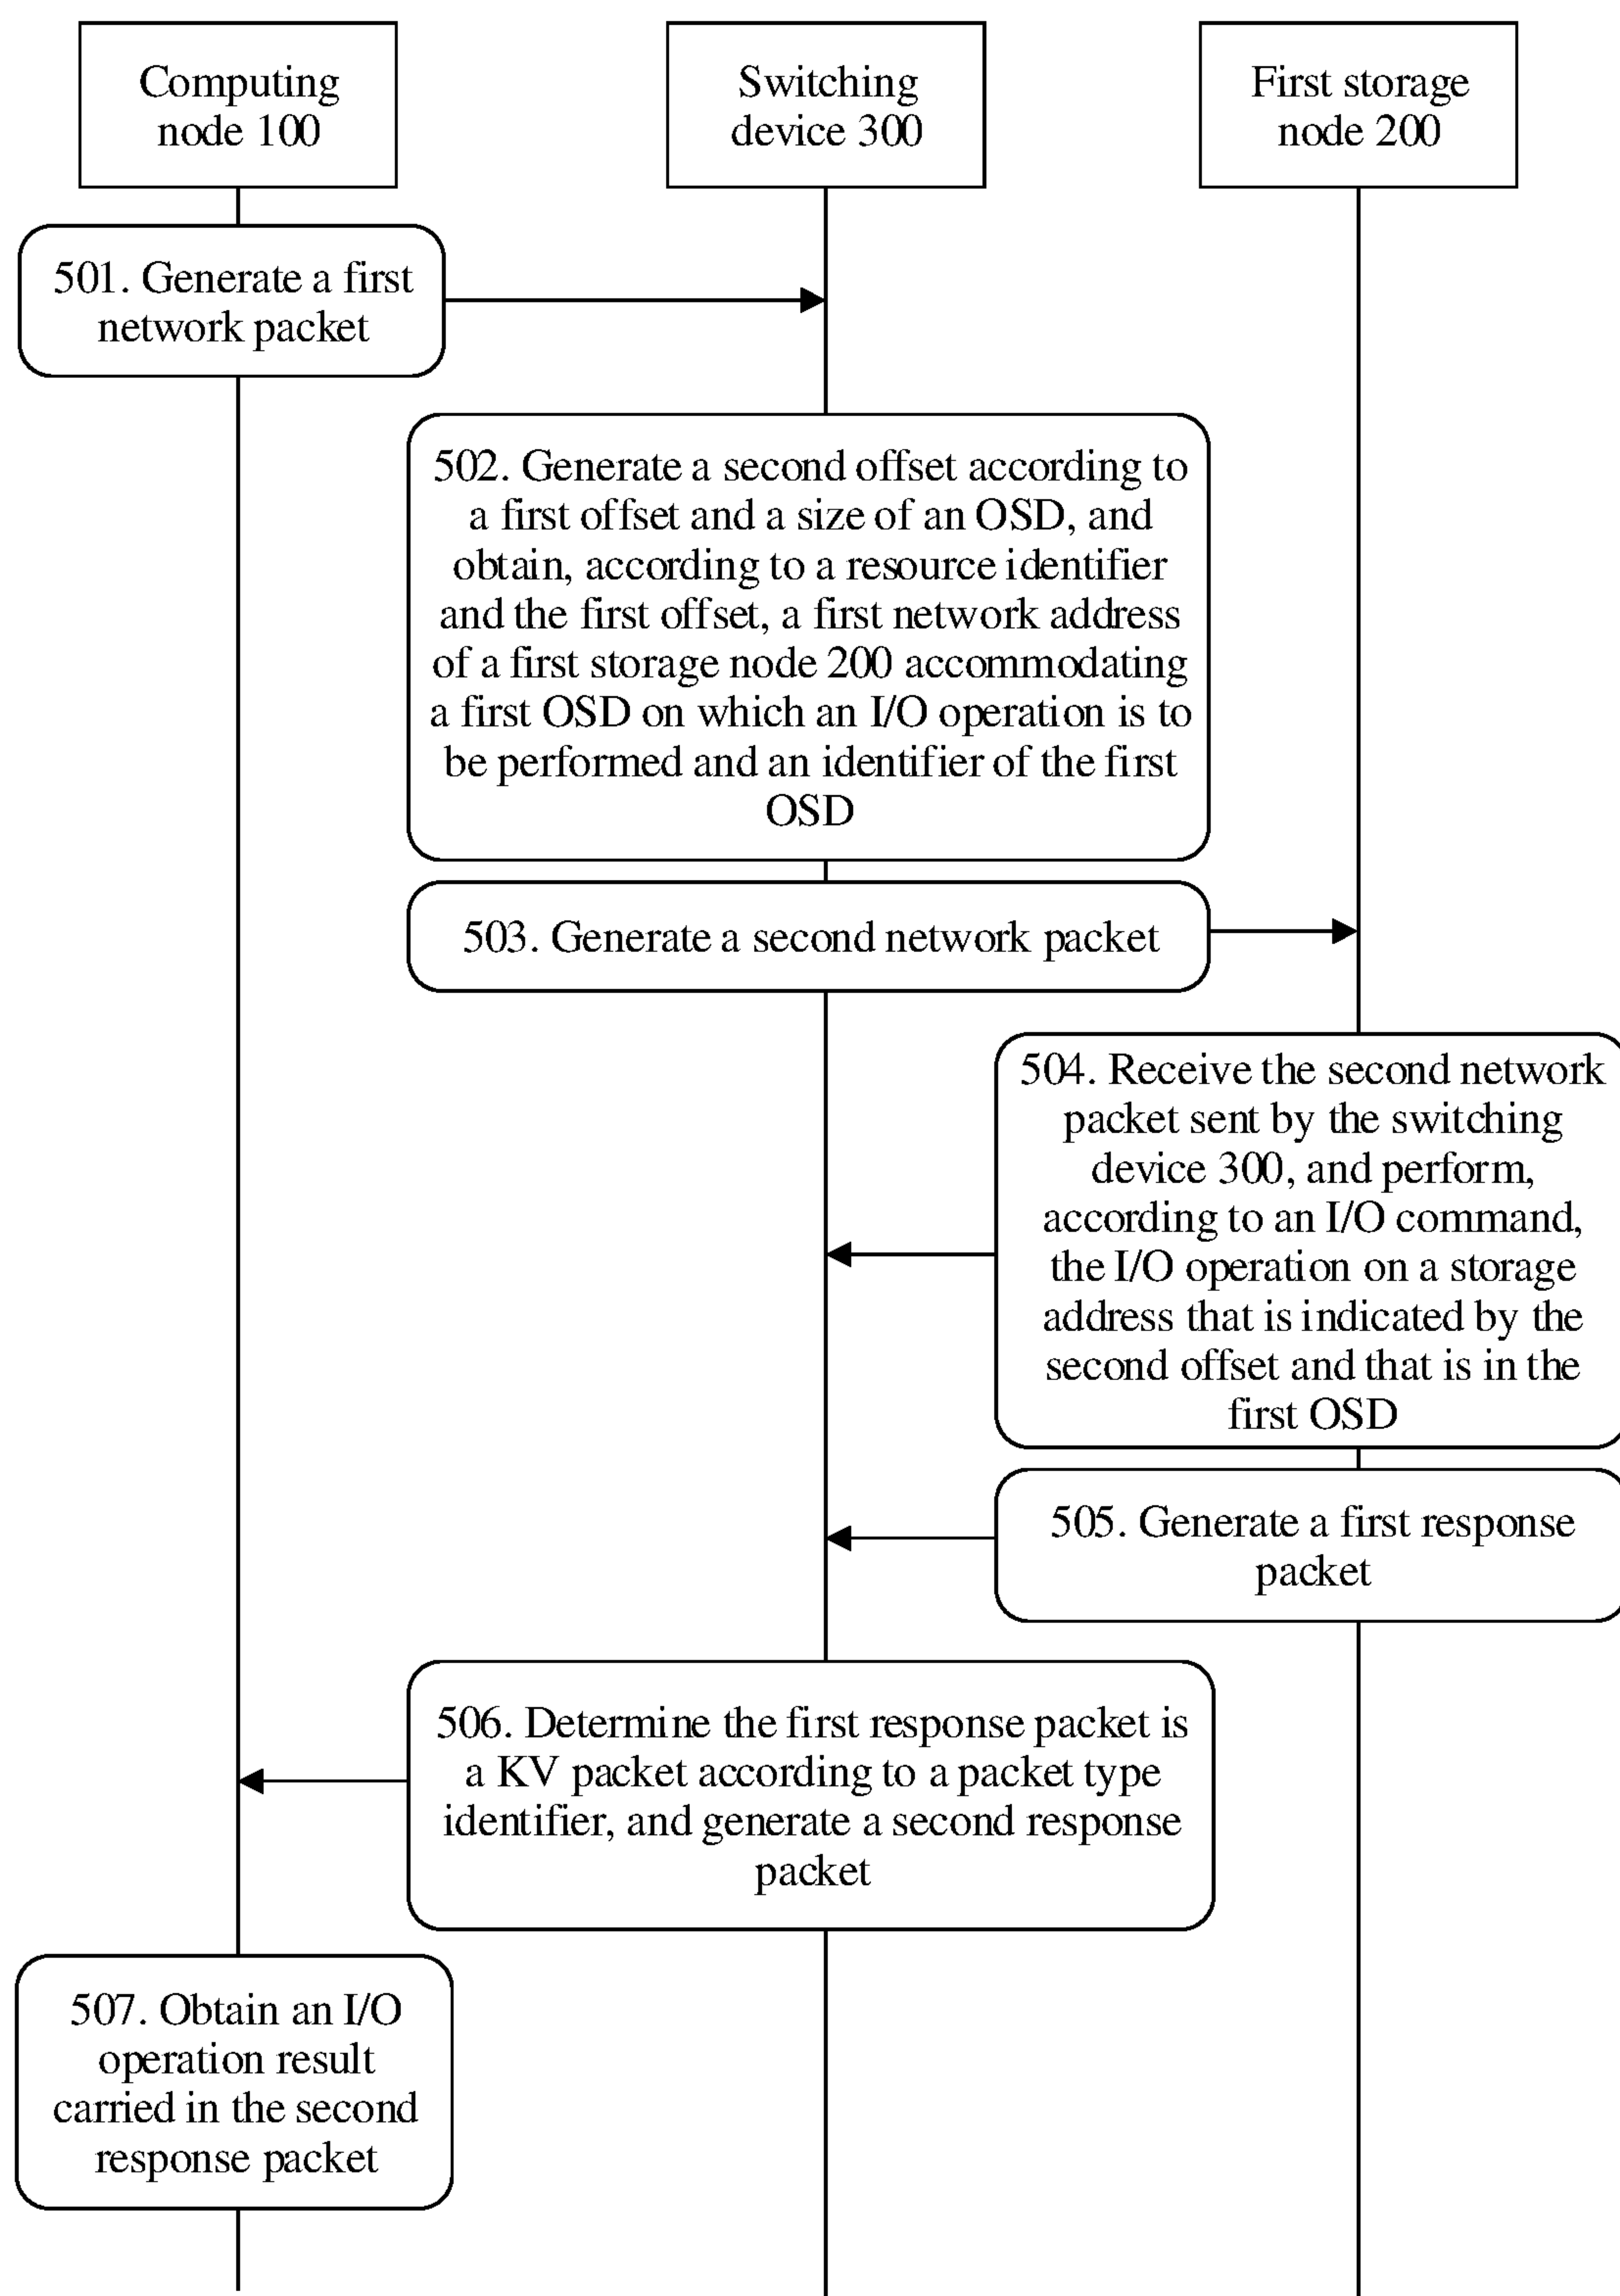 Computing
node 100
Switching
device 300
First storage
node 200
501. Generate a first
network packet
502. Generate a second offset according to
a first offset and a size of an OSD, and
obtain, according to a resource identifier
and the first offset, a first network address
of a first storage node 200 accommodating
a first OSD on which an I/O operation is to
be performed and an identifier of the first
OSD
503. Generate a second network packet
504. Receive the second network
packet sent by the switching
device 300, and perform,
according to an I/O command,
the I/O operation on a storage
address that is indicated by the
second offset and that is in the
first OSD
505. Generate a first response
packet
506. Determine the first response packet is
a KV packet according to a packet type
identifier, and generate a second response
packet
507. Obtain an I/O
operation result
carried in the second
response packet